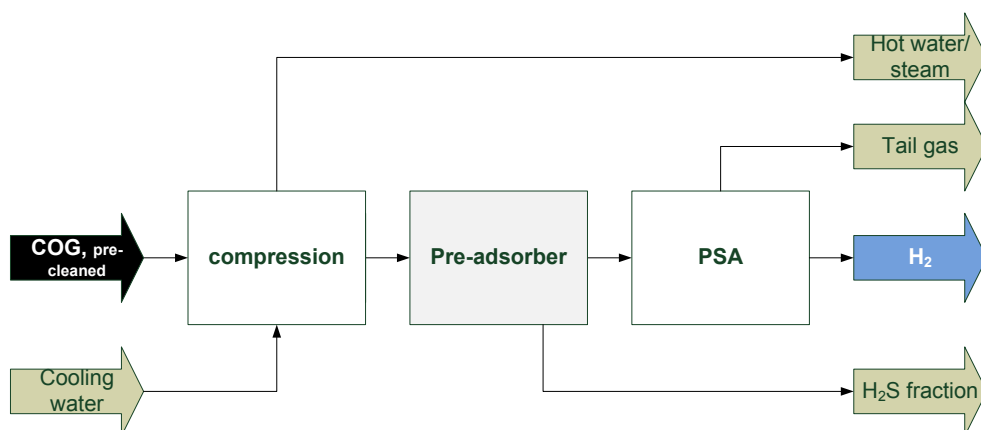 Hot water/
steam
Tail gas
COG, pre-
cleaned
compression
Pre-adsorber
PSA
H₂
Cooling
water
H₂S fraction